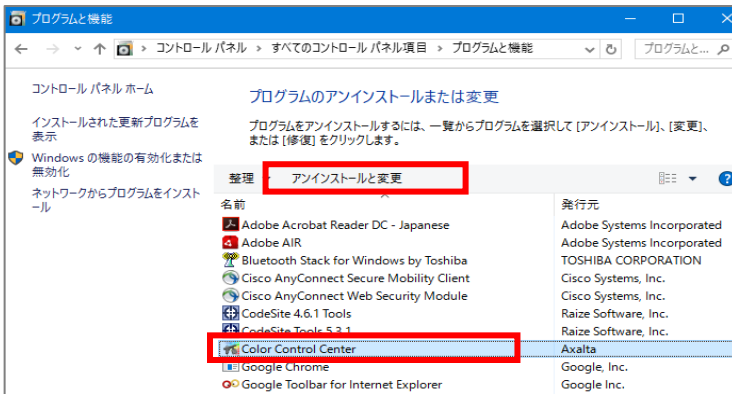 プログラムと機能
コントロール パネル › すべてのコントロール パネル項目 › プログラムと機能
プログラムと...
コントロール パネル ホーム
インストールされた更新プログラムを
表示
Windows の機能の有効化または
無効化
ネットワークからプログラムをインスト
ール
プログラムのアンインストールまたは変更
プログラムをアンインストールするには、一覧からプログラムを選択して [アンインストール]、[変更]、
または [修復] をクリックします。
整理 アンインストールと変更
名前 発行元
Adobe Acrobat Reader DC - Japanese Adobe Systems Incorporated
Adobe AIR Adobe Systems Incorporated
Bluetooth Stack for Windows by Toshiba TOSHIBA CORPORATION
Cisco AnyConnect Secure Mobility Client Cisco Systems, Inc.
Cisco AnyConnect Web Security Module Cisco Systems, Inc.
CodeSite 4.6.1 Tools Raize Software, Inc.
CodeSite Tools 5.3.1 Raize Software, Inc.
Color Control Center Axalta
Google Chrome Google, Inc.
Google Toolbar for Internet Explorer Google Inc.